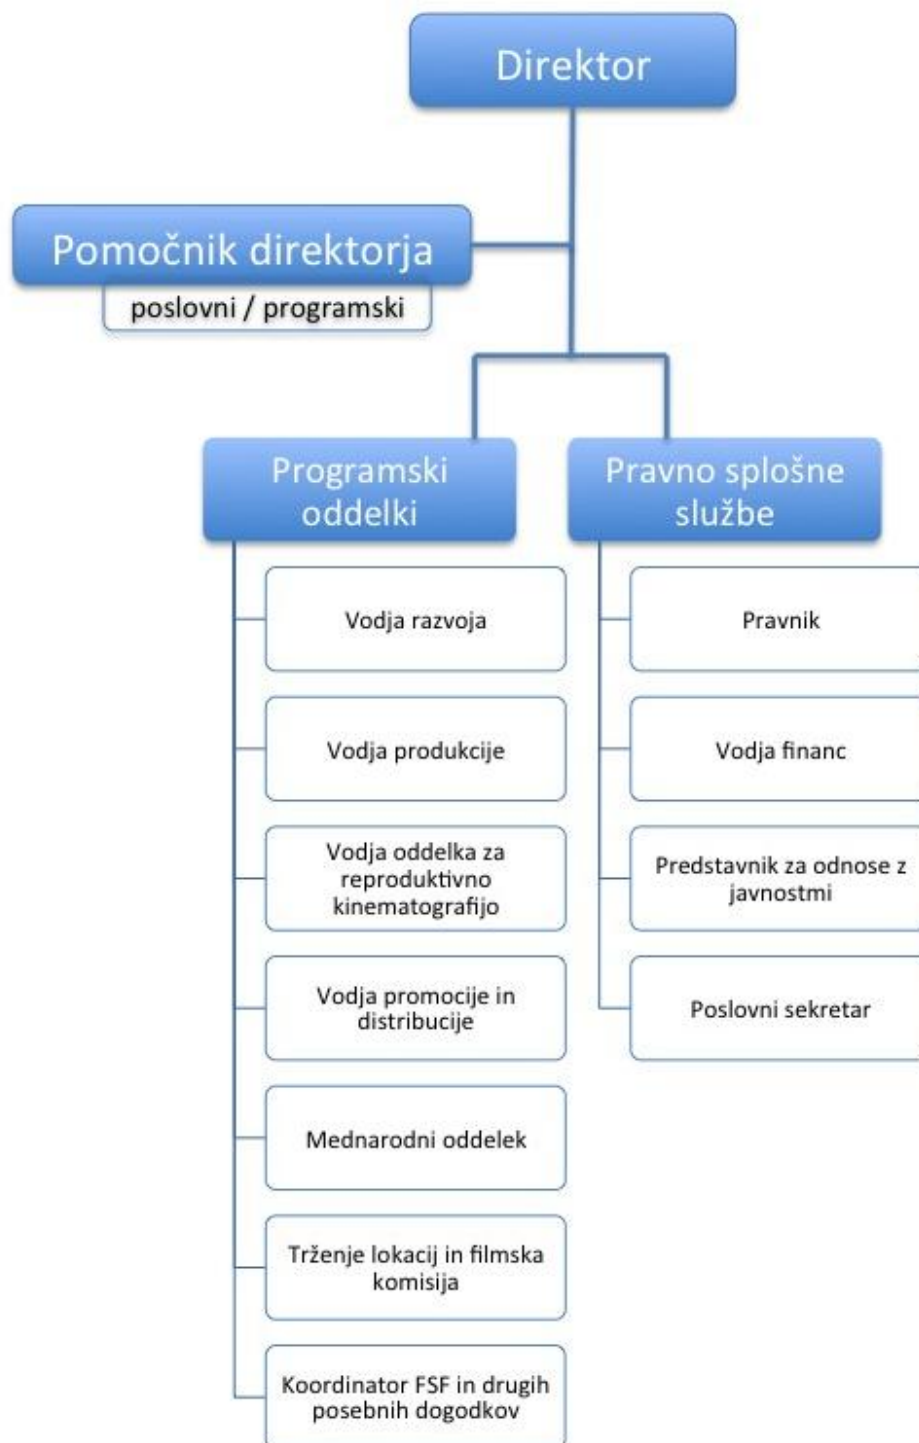 Direktor
Pomočnik direktorja
poslovni / programski
Programski
oddelki
Vodja razvoja
Vodja produkcije
Vodja oddelka za
reproduktivno
kinematografijo
Vodja promocije in
distribucije
Mednarodni oddelek
Trženje lokacij in filmska
komisija
Koordinator FSF in drugih
posebnih dogodkov
Pravno splošne
službe
Pravnik
Vodja financ
Predstavnik za odnose z
javnostmi
Poslovni sekretar